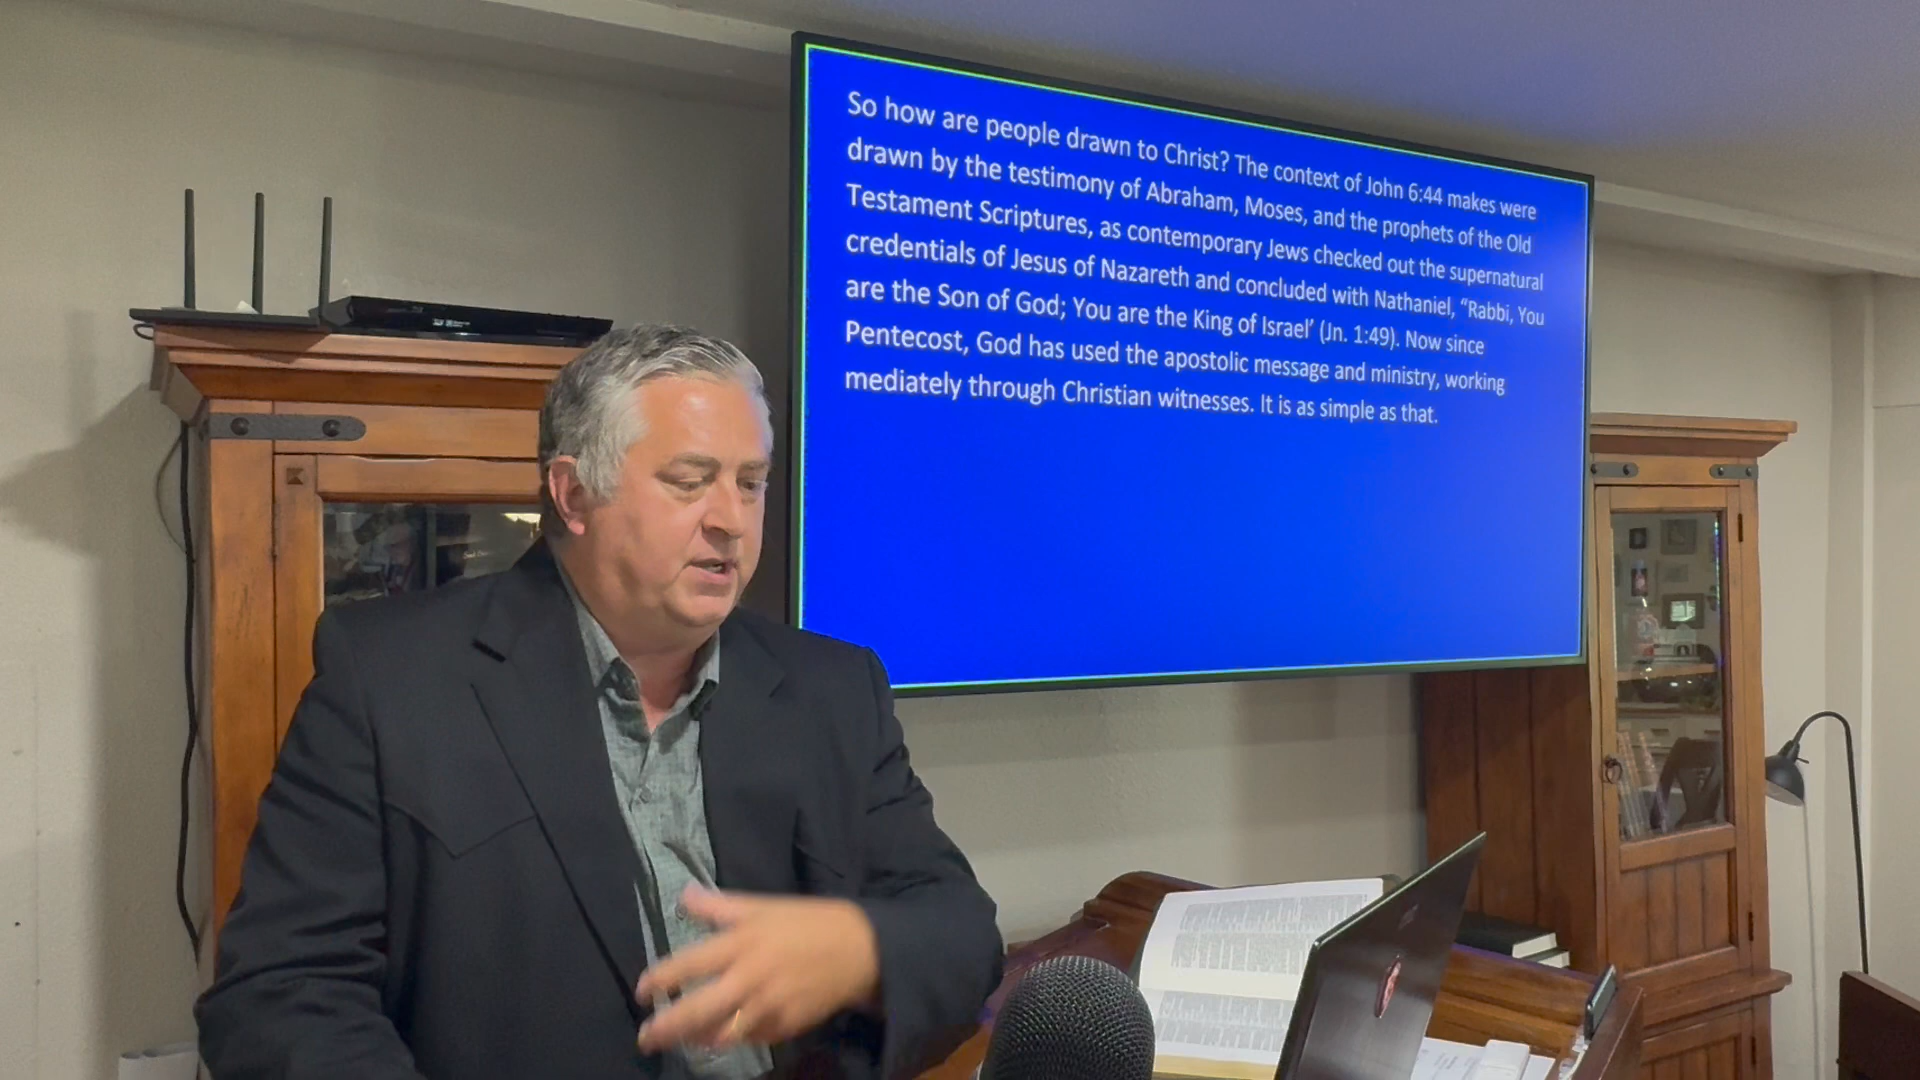 So how are people drawn to Christ? The context of John 6:44 makes were
drawn by the testimony of Abraham, Moses, and the prophets of the Old
Testament Scriptures, as contemporary Jews checked out the supernatural
credentials of Jesus of Nazareth and concluded with Nathaniel, “Rabbi, You
are the Son of God; You are the King of Israel’ (Jn. 1:49). Now since
Pentecost, God has used the apostolic message and ministry, working
mediately through Christian witnesses. It is as simple as that.